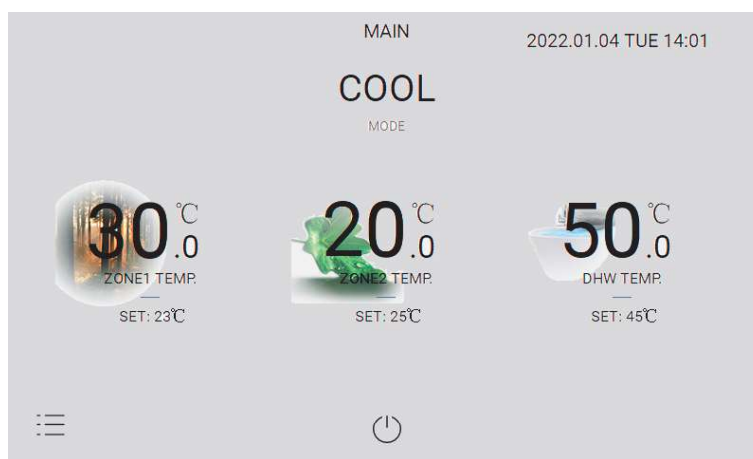 MAIN
2022.01.04 TUE 14:01
COOL
MODE
30.0℃
ZONE1 TEMP.
SET: 23℃
20.0℃
ZONE2 TEMP.
SET: 25℃
50.0℃
DHW TEMP.
SET: 45℃